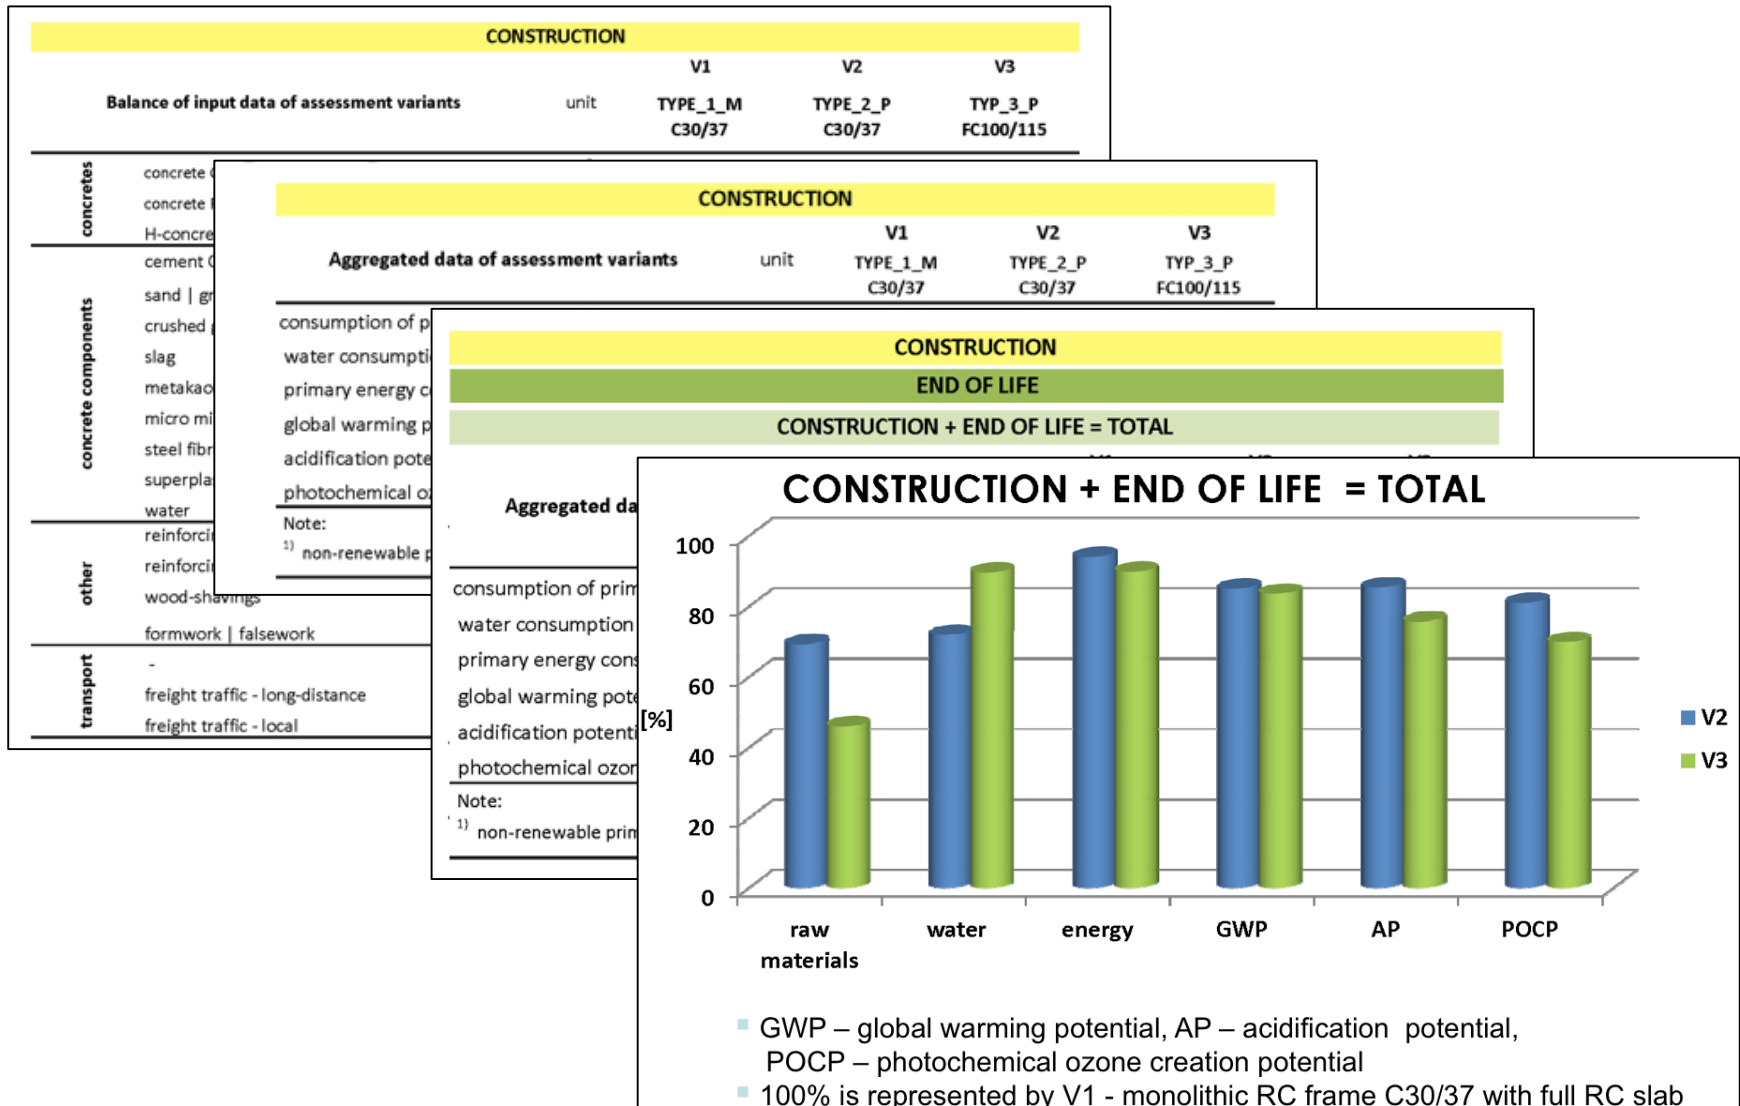 CONSTRUCTION
V1 V2 V3
Balance of input data of assessment variants unit TYPE_1_M TYPE_2_P TYP_3_P
C30/37 C30/37 FC100/115
concretes
concrete
concrete
H-concre
concrete components
cement
sand | gr
crushed
slag
metakao
micro mi
steel fibr
superpla
water
other
reinforci
reinforci
wood-shavings
formwork | falsework
transport
-
freight traffic - long-distance
freight traffic - local
CONSTRUCTION
V1 V2 V3
Aggregated data of assessment variants unit TYPE_1_M TYPE_2_P TYP_3_P
C30/37 C30/37 FC100/115
consumption of p
water consumpti
primary energy c
global warming p
acidification pote
photochemical oz
Note:
1) non-renewable p
CONSTRUCTION
END OF LIFE
CONSTRUCTION + END OF LIFE = TOTAL
Aggregated da
consumption of prim
water consumption
primary energy cons
global warming pote
acidification potenti
photochemical ozon
Note:
1) non-renewable prim
CONSTRUCTION + END OF LIFE = TOTAL
100
80
60
[%]
40
20
0
raw
materials
water
energy
GWP
AP
POCP
V2
V3
GWP – global warming potential, AP – acidification potential,
POCP – photochemical ozone creation potential
100% is represented by V1 - monolithic RC frame C30/37 with full RC slab